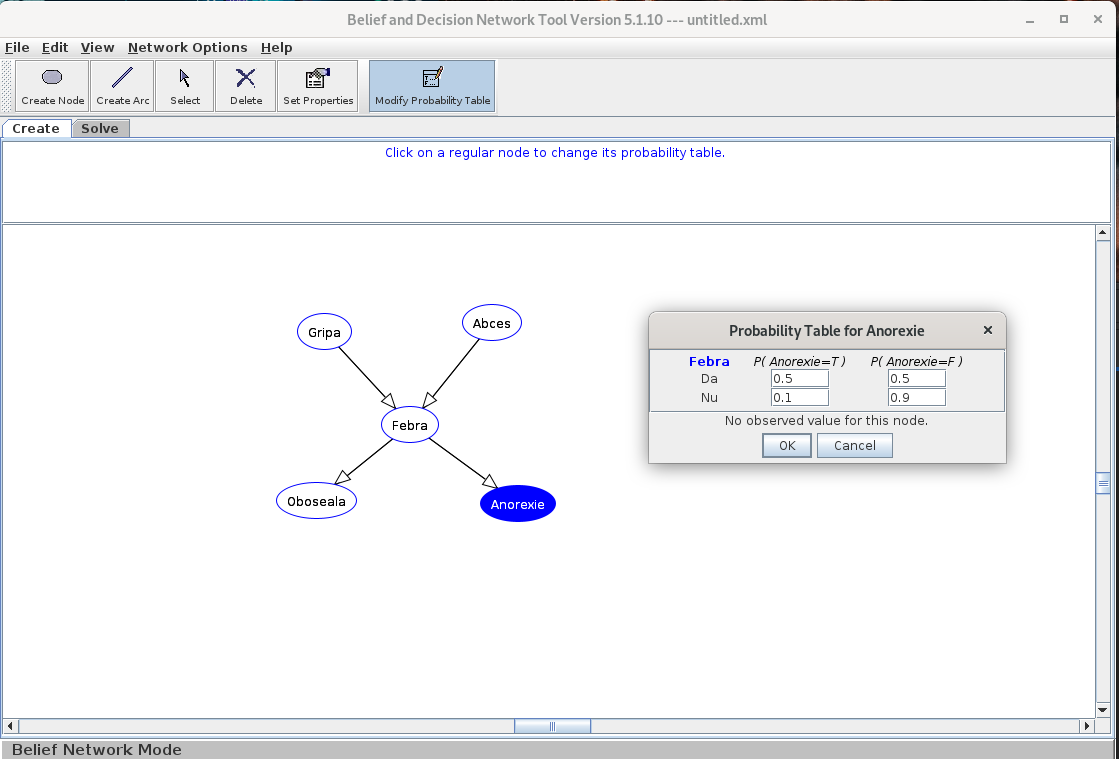 Belief and Decision Network Tool Version 5.1.10 --- untitled.xml
File Edit View Network Options Help
Create Node Create Arc Select Delete Set Properties Modify Probability Table
Create Solve
Click on a regular node to change its probability table.
Gripa
Abces
Febra
Oboseala
Anorexie
Probability Table for Anorexie
Febra P( Anorexie=T ) P( Anorexie=F )
Da 0.5 0.5
Nu 0.1 0.9
No observed value for this node.
OK Cancel
Belief Network Mode